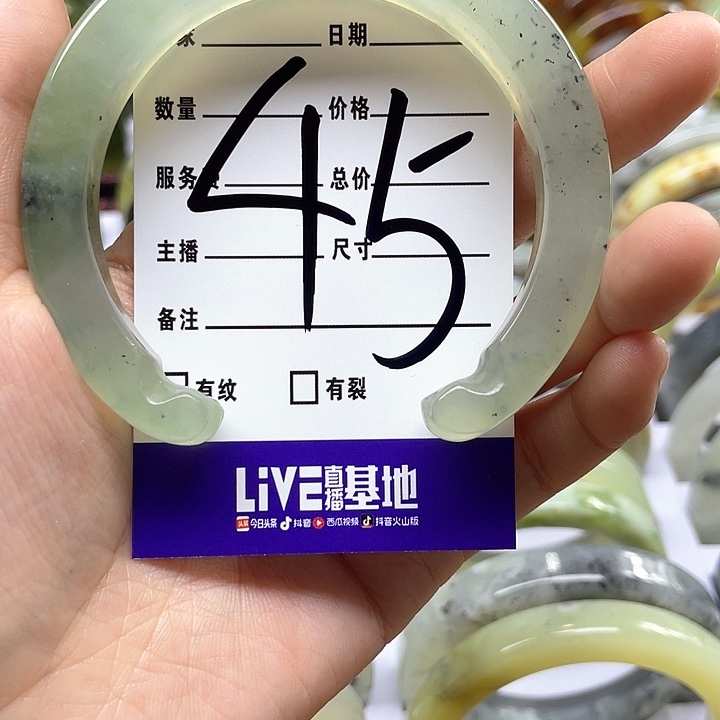 家 日期
数量 价格
服务费 总价
主播 尺寸
备注
45
有纹 有裂
LiVE直播基地
头条 今日头条 抖音 西瓜视频 抖音火山版